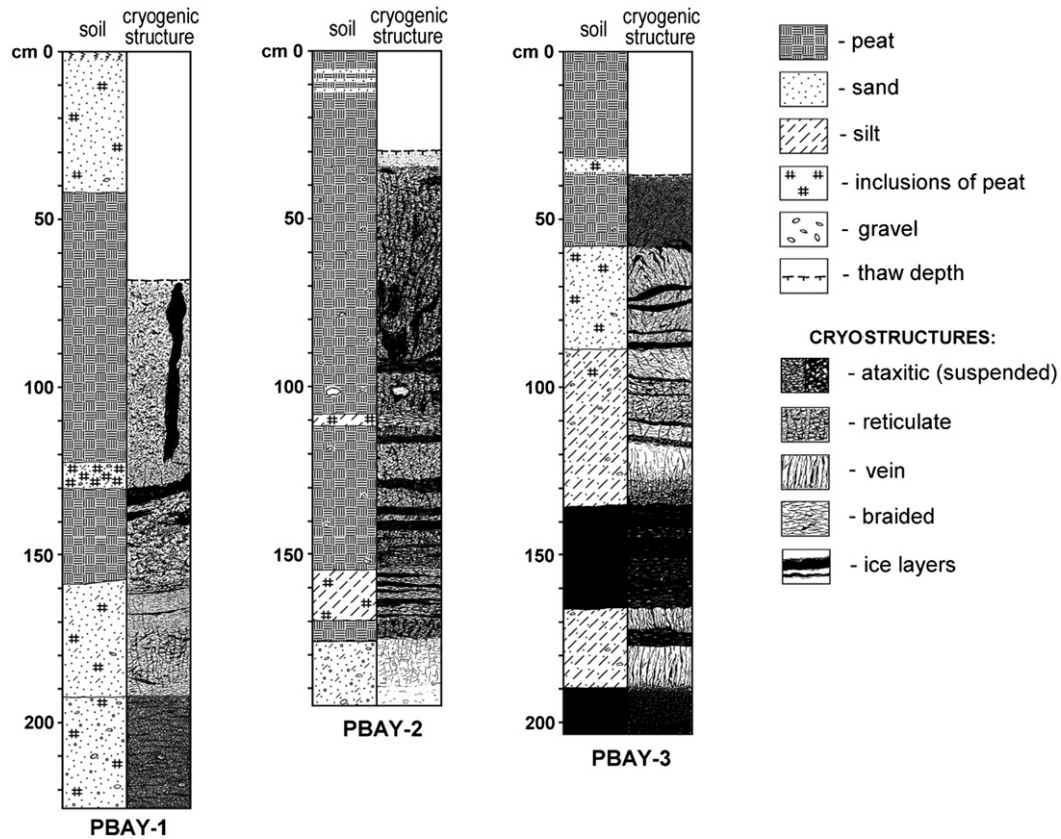 soil
cryogenic
structure
cm 0
50
100
150
200
PBAY-1
soil
cryogenic
structure
cm 0
50
100
150
200
PBAY-2
soil
cryogenic
structure
cm 0
50
100
150
200
PBAY-3
- peat
- sand
- silt
- inclusions of peat
- gravel
- thaw depth
CRYOSTRUCTURES:
- ataxitic (suspended)
- reticulate
- vein
- braided
- ice layers